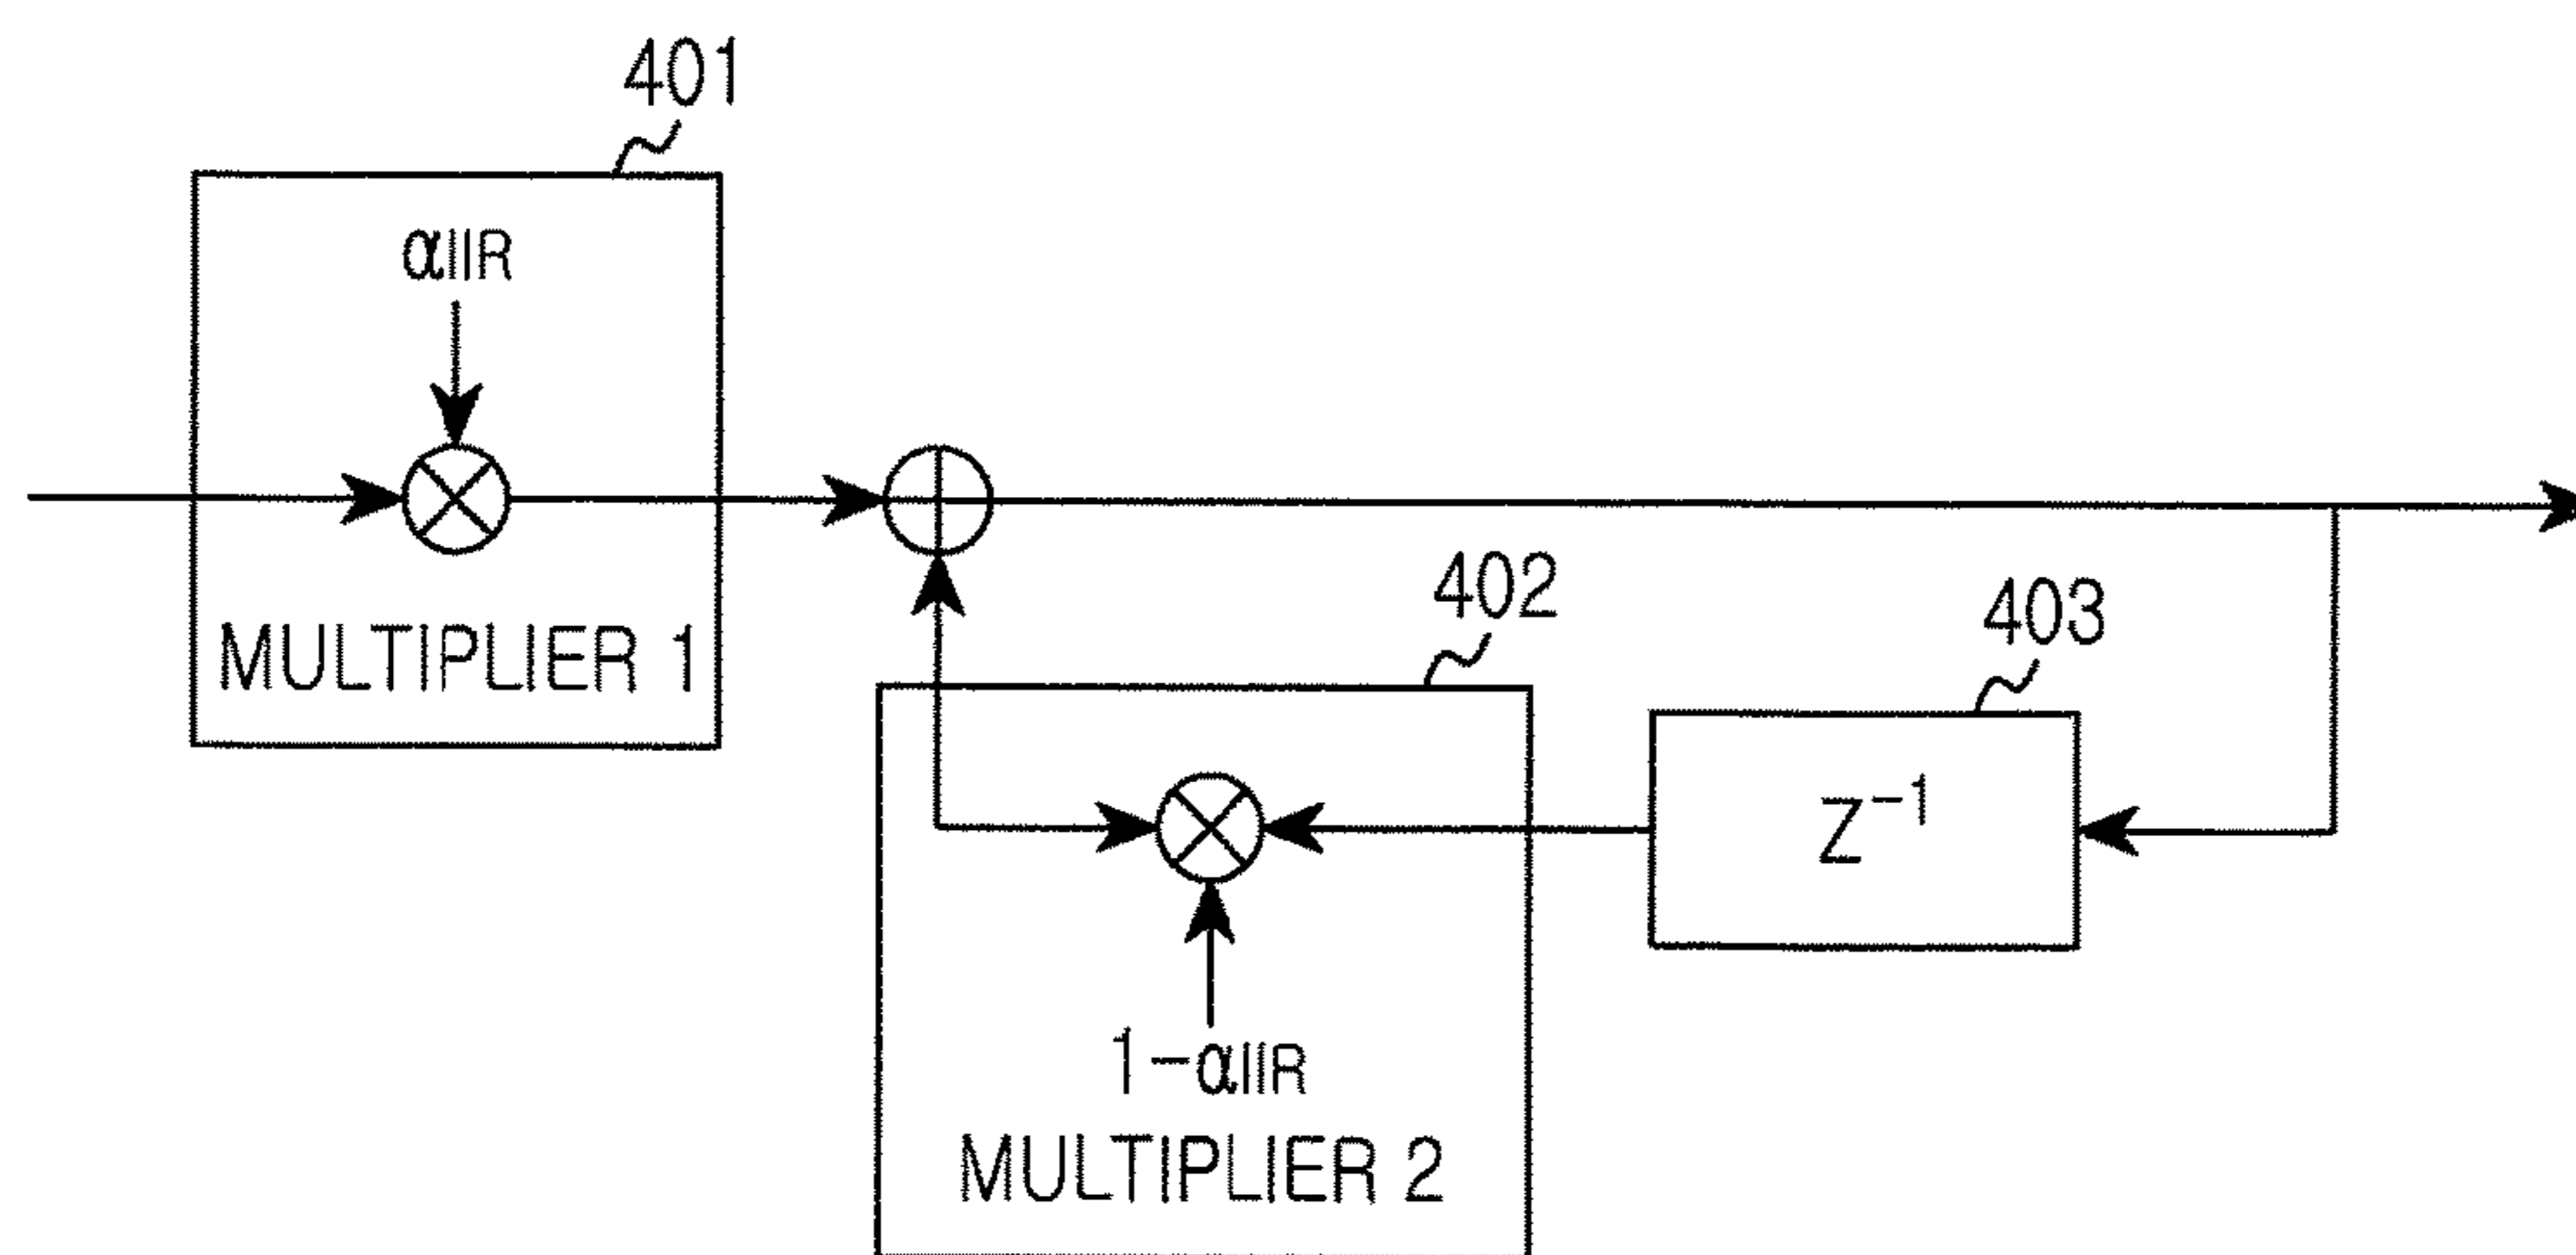 401
αIIR
MULTIPLIER 1
402
403
Z⁻¹
1-αIIR
MULTIPLIER 2